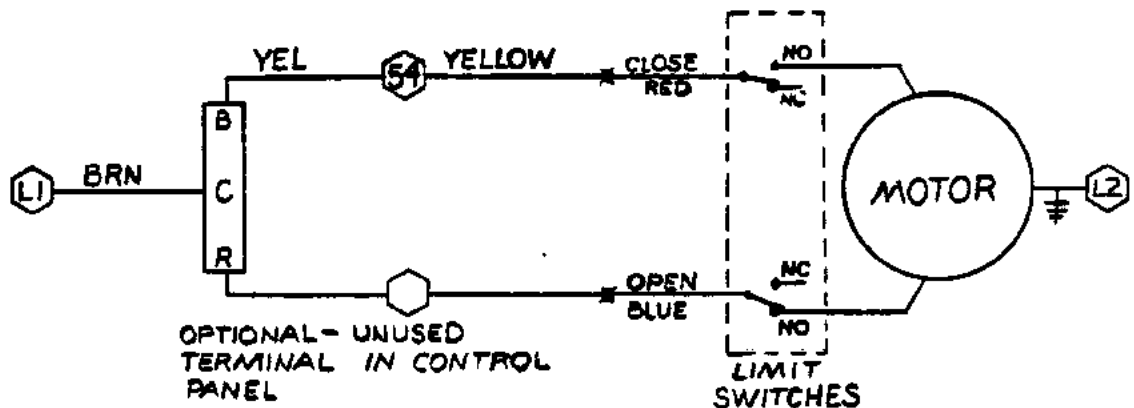 YEL
54
YELLOW
CLOSE
RED
NO
NC
B
C
R
L1
BRN
MOTOR
L2
OPEN
BLUE
NC
NO
OPTIONAL - UNUSED
TERMINAL IN CONTROL
PANEL
LIMIT
SWITCHES